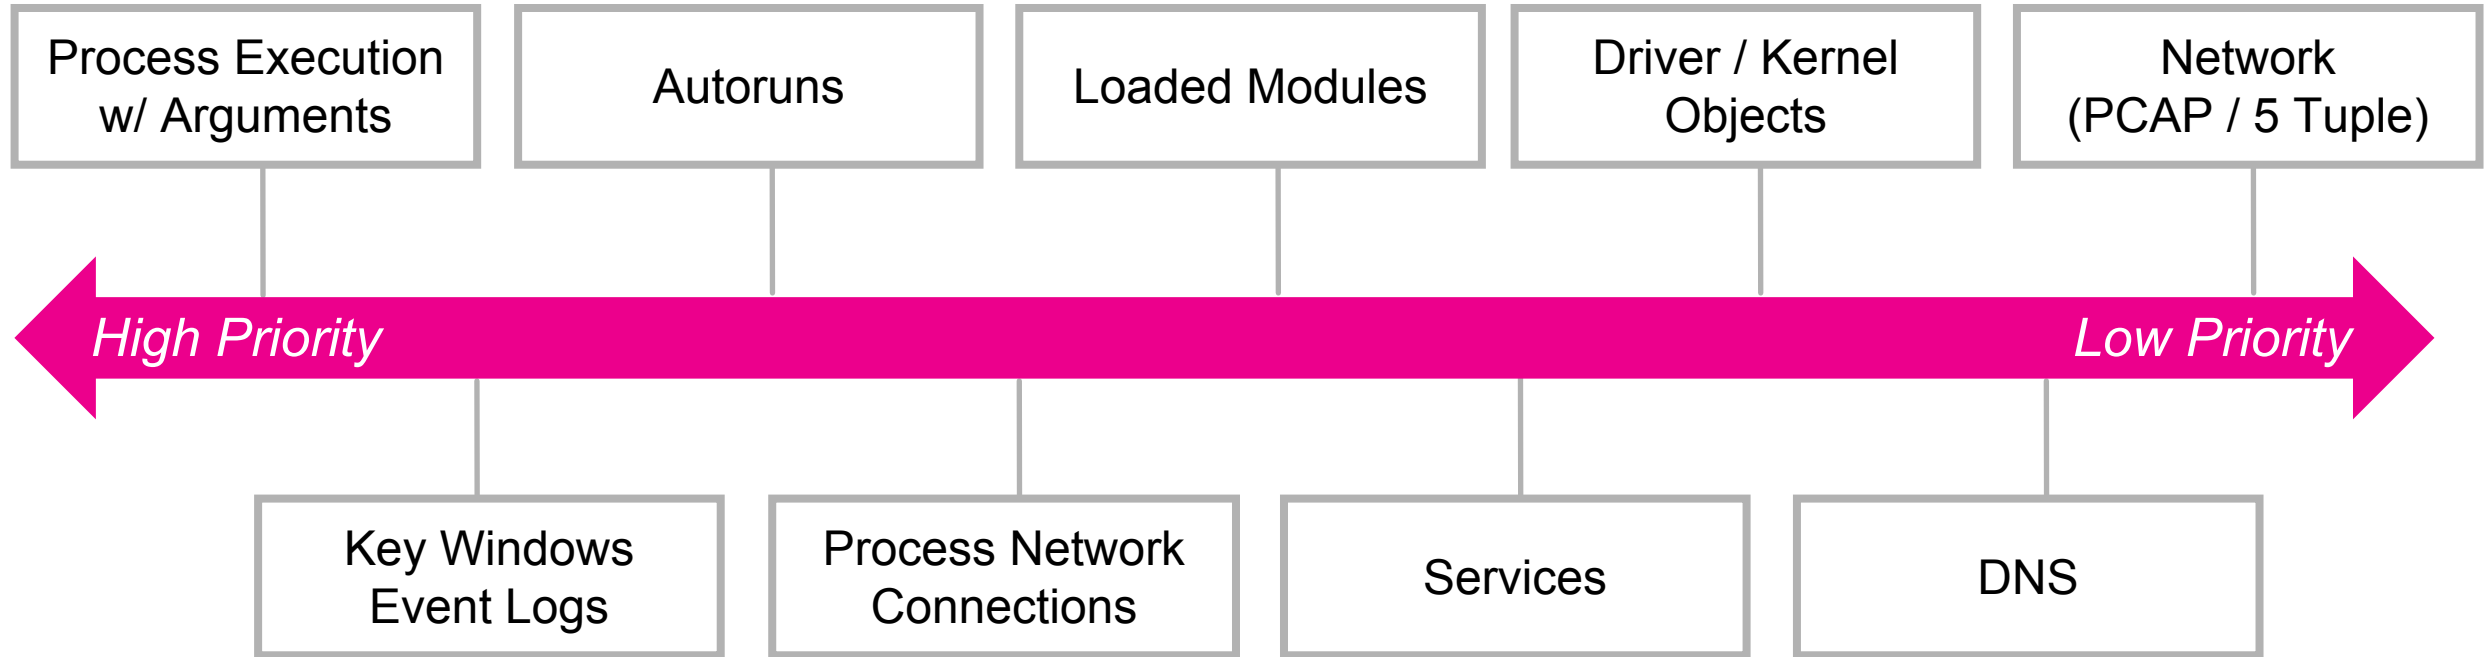 Process Execution
w/ Arguments
Autoruns
Loaded Modules
Driver / Kernel
Objects
Network
(PCAP / 5 Tuple)
High Priority
Low Priority
Key Windows
Event Logs
Process Network
Connections
Services
DNS